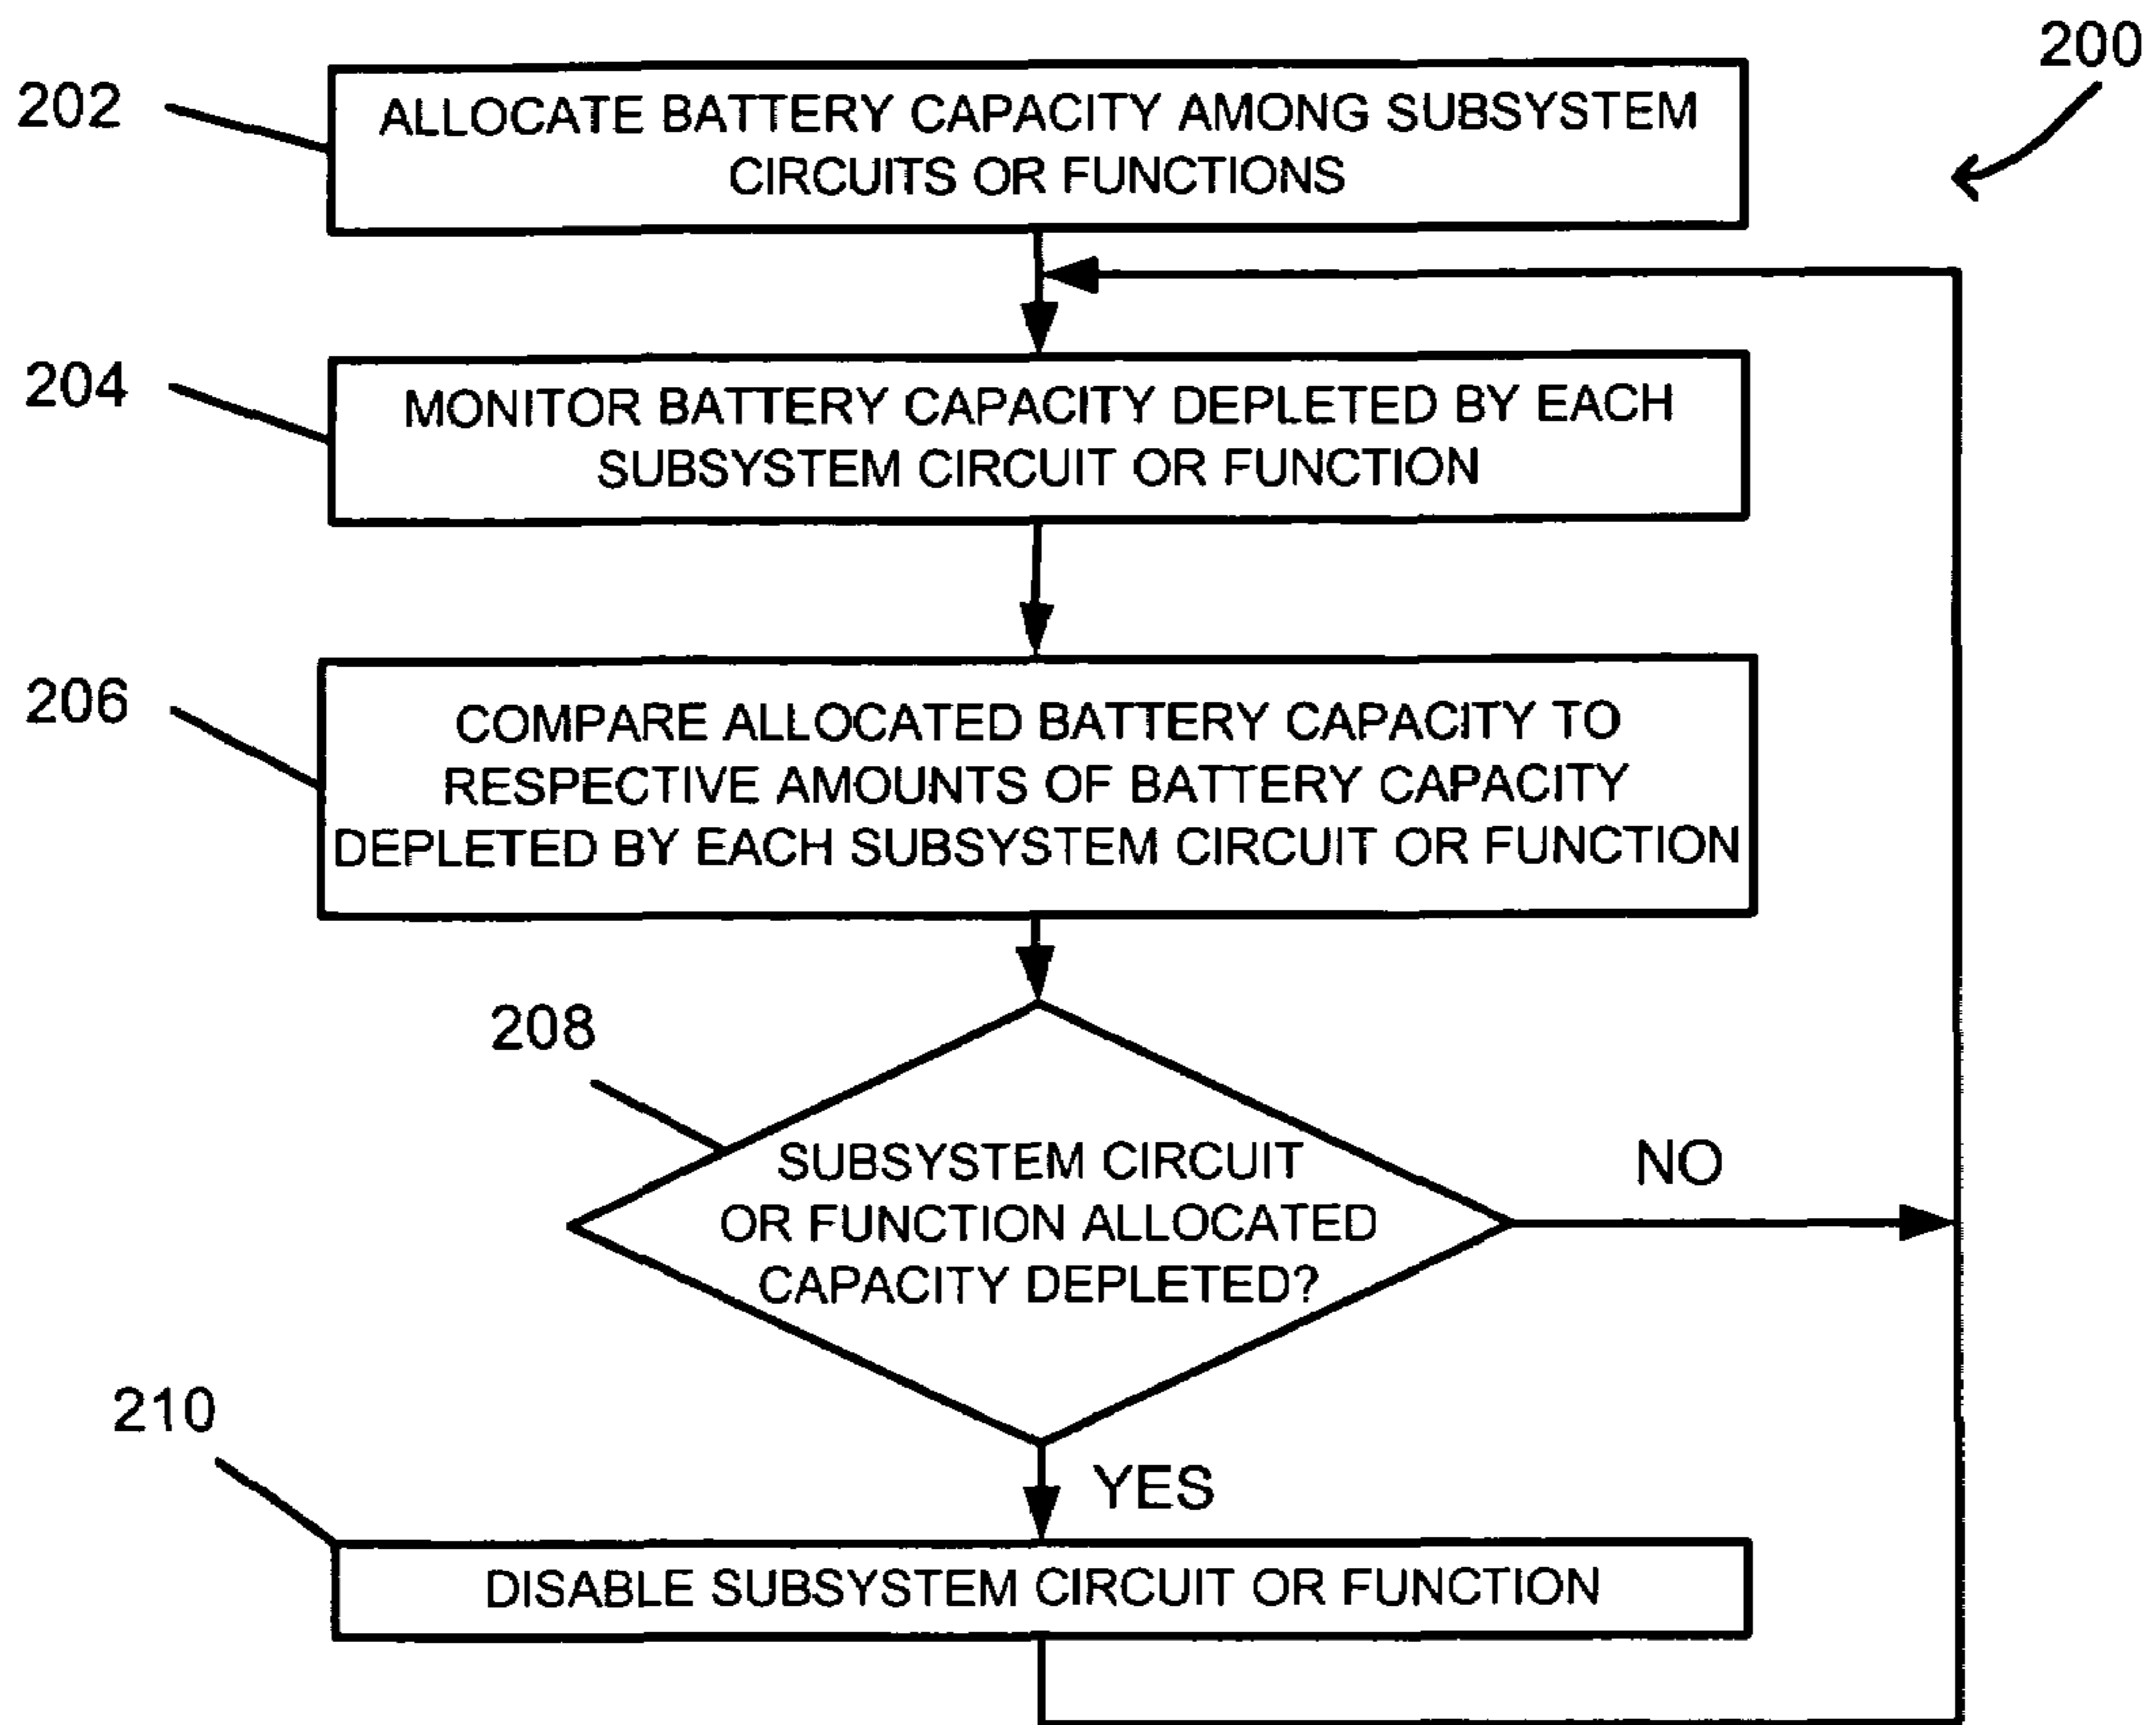 200
202
ALLOCATE BATTERY CAPACITY AMONG SUBSYSTEM
CIRCUITS OR FUNCTIONS
204
MONITOR BATTERY CAPACITY DEPLETED BY EACH
SUBSYSTEM CIRCUIT OR FUNCTION
206
COMPARE ALLOCATED BATTERY CAPACITY TO
RESPECTIVE AMOUNTS OF BATTERY CAPACITY
DEPLETED BY EACH SUBSYSTEM CIRCUIT OR FUNCTION
208
SUBSYSTEM CIRCUIT
OR FUNCTION ALLOCATED
CAPACITY DEPLETED?
NO
YES
210
DISABLE SUBSYSTEM CIRCUIT OR FUNCTION